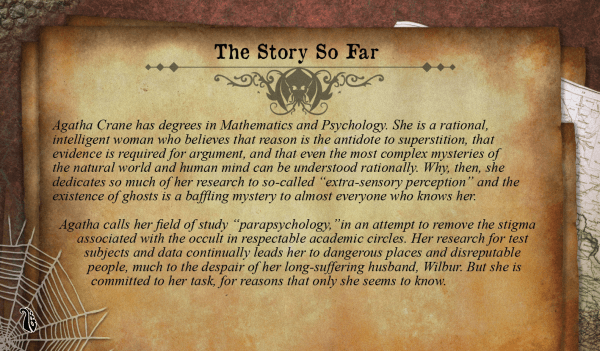 The Story So Far
Agatha Crane has degrees in Mathematics and Psychology. She is a rational,
intelligent woman who believes that reason is the antidote to superstition, that
evidence is required for argument, and that even the most complex mysteries of
the natural world and human mind can be understood rationally. Why, then, she
dedicates so much of her research to so-called “extra-sensory perception” and the
existence of ghosts is a baffling mystery to almost everyone who knows her.
Agatha calls her field of study “parapsychology,”in an attempt to remove the stigma
associated with the occult in respectable academic circles. Her research for test
subjects and data continually leads her to dangerous places and disreputable
people, much to the despair of her long-suffering husband, Wilbur. But she is
committed to her task, for reasons that only she seems to know.